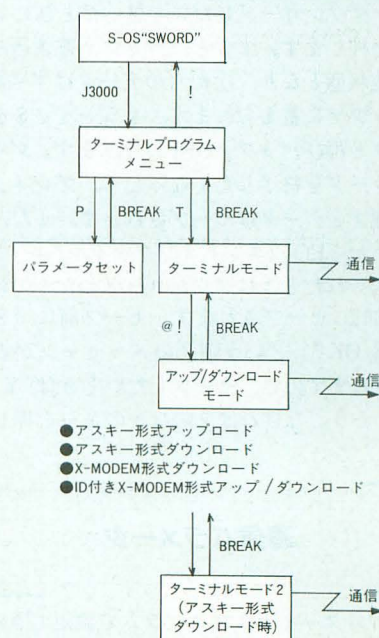 S-OS“SWORD”
J3000
!
ターミナルプログラム
メニュー
P
BREAK
T
BREAK
パラメータセット
ターミナルモード
通信
@!
BREAK
アップ/ダウンロード
モード
通信
●アスキー形式アップロード
●アスキー形式ダウンロード
●X-MODEM形式ダウンロード
●ID付きX-MODEM形式アップ/ダウンロード
BREAK
ターミナルモード2
(アスキー形式
ダウンロード時)
通信